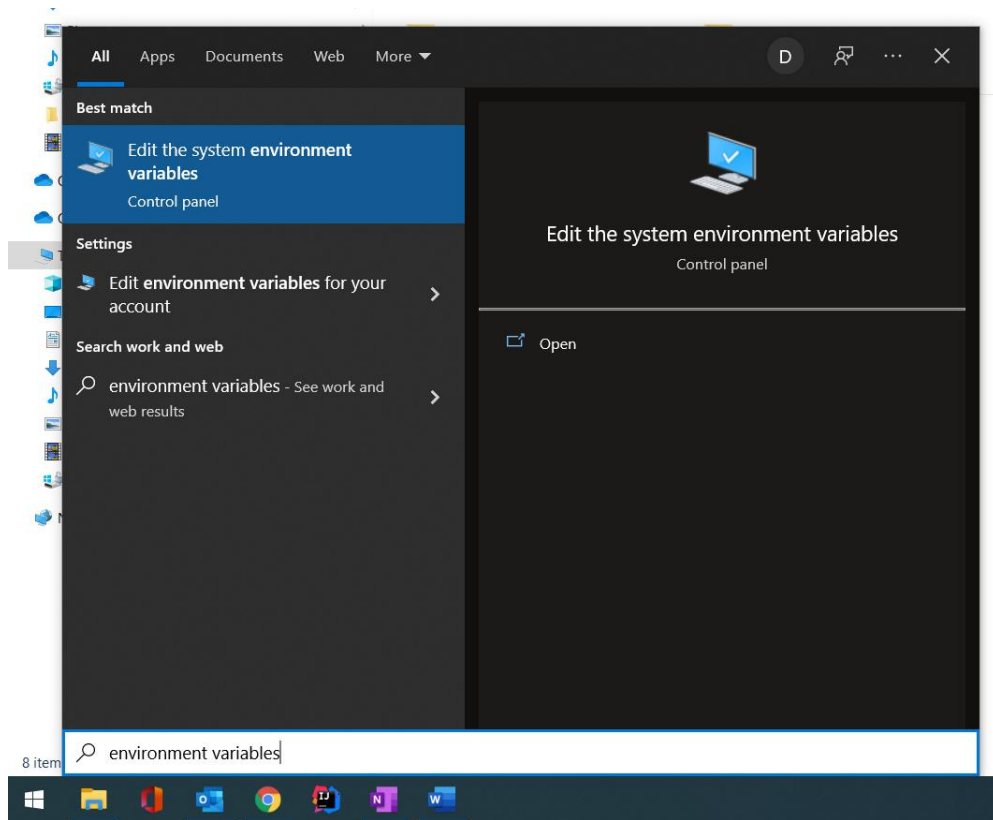 All Apps Documents Web More D
Best match
Edit the system environment
variables
Control panel
Settings
Edit environment variables for your
account
Search work and web
environment variables - See work and
web results
Edit the system environment variables
Control panel
Open
environment variables
8 item